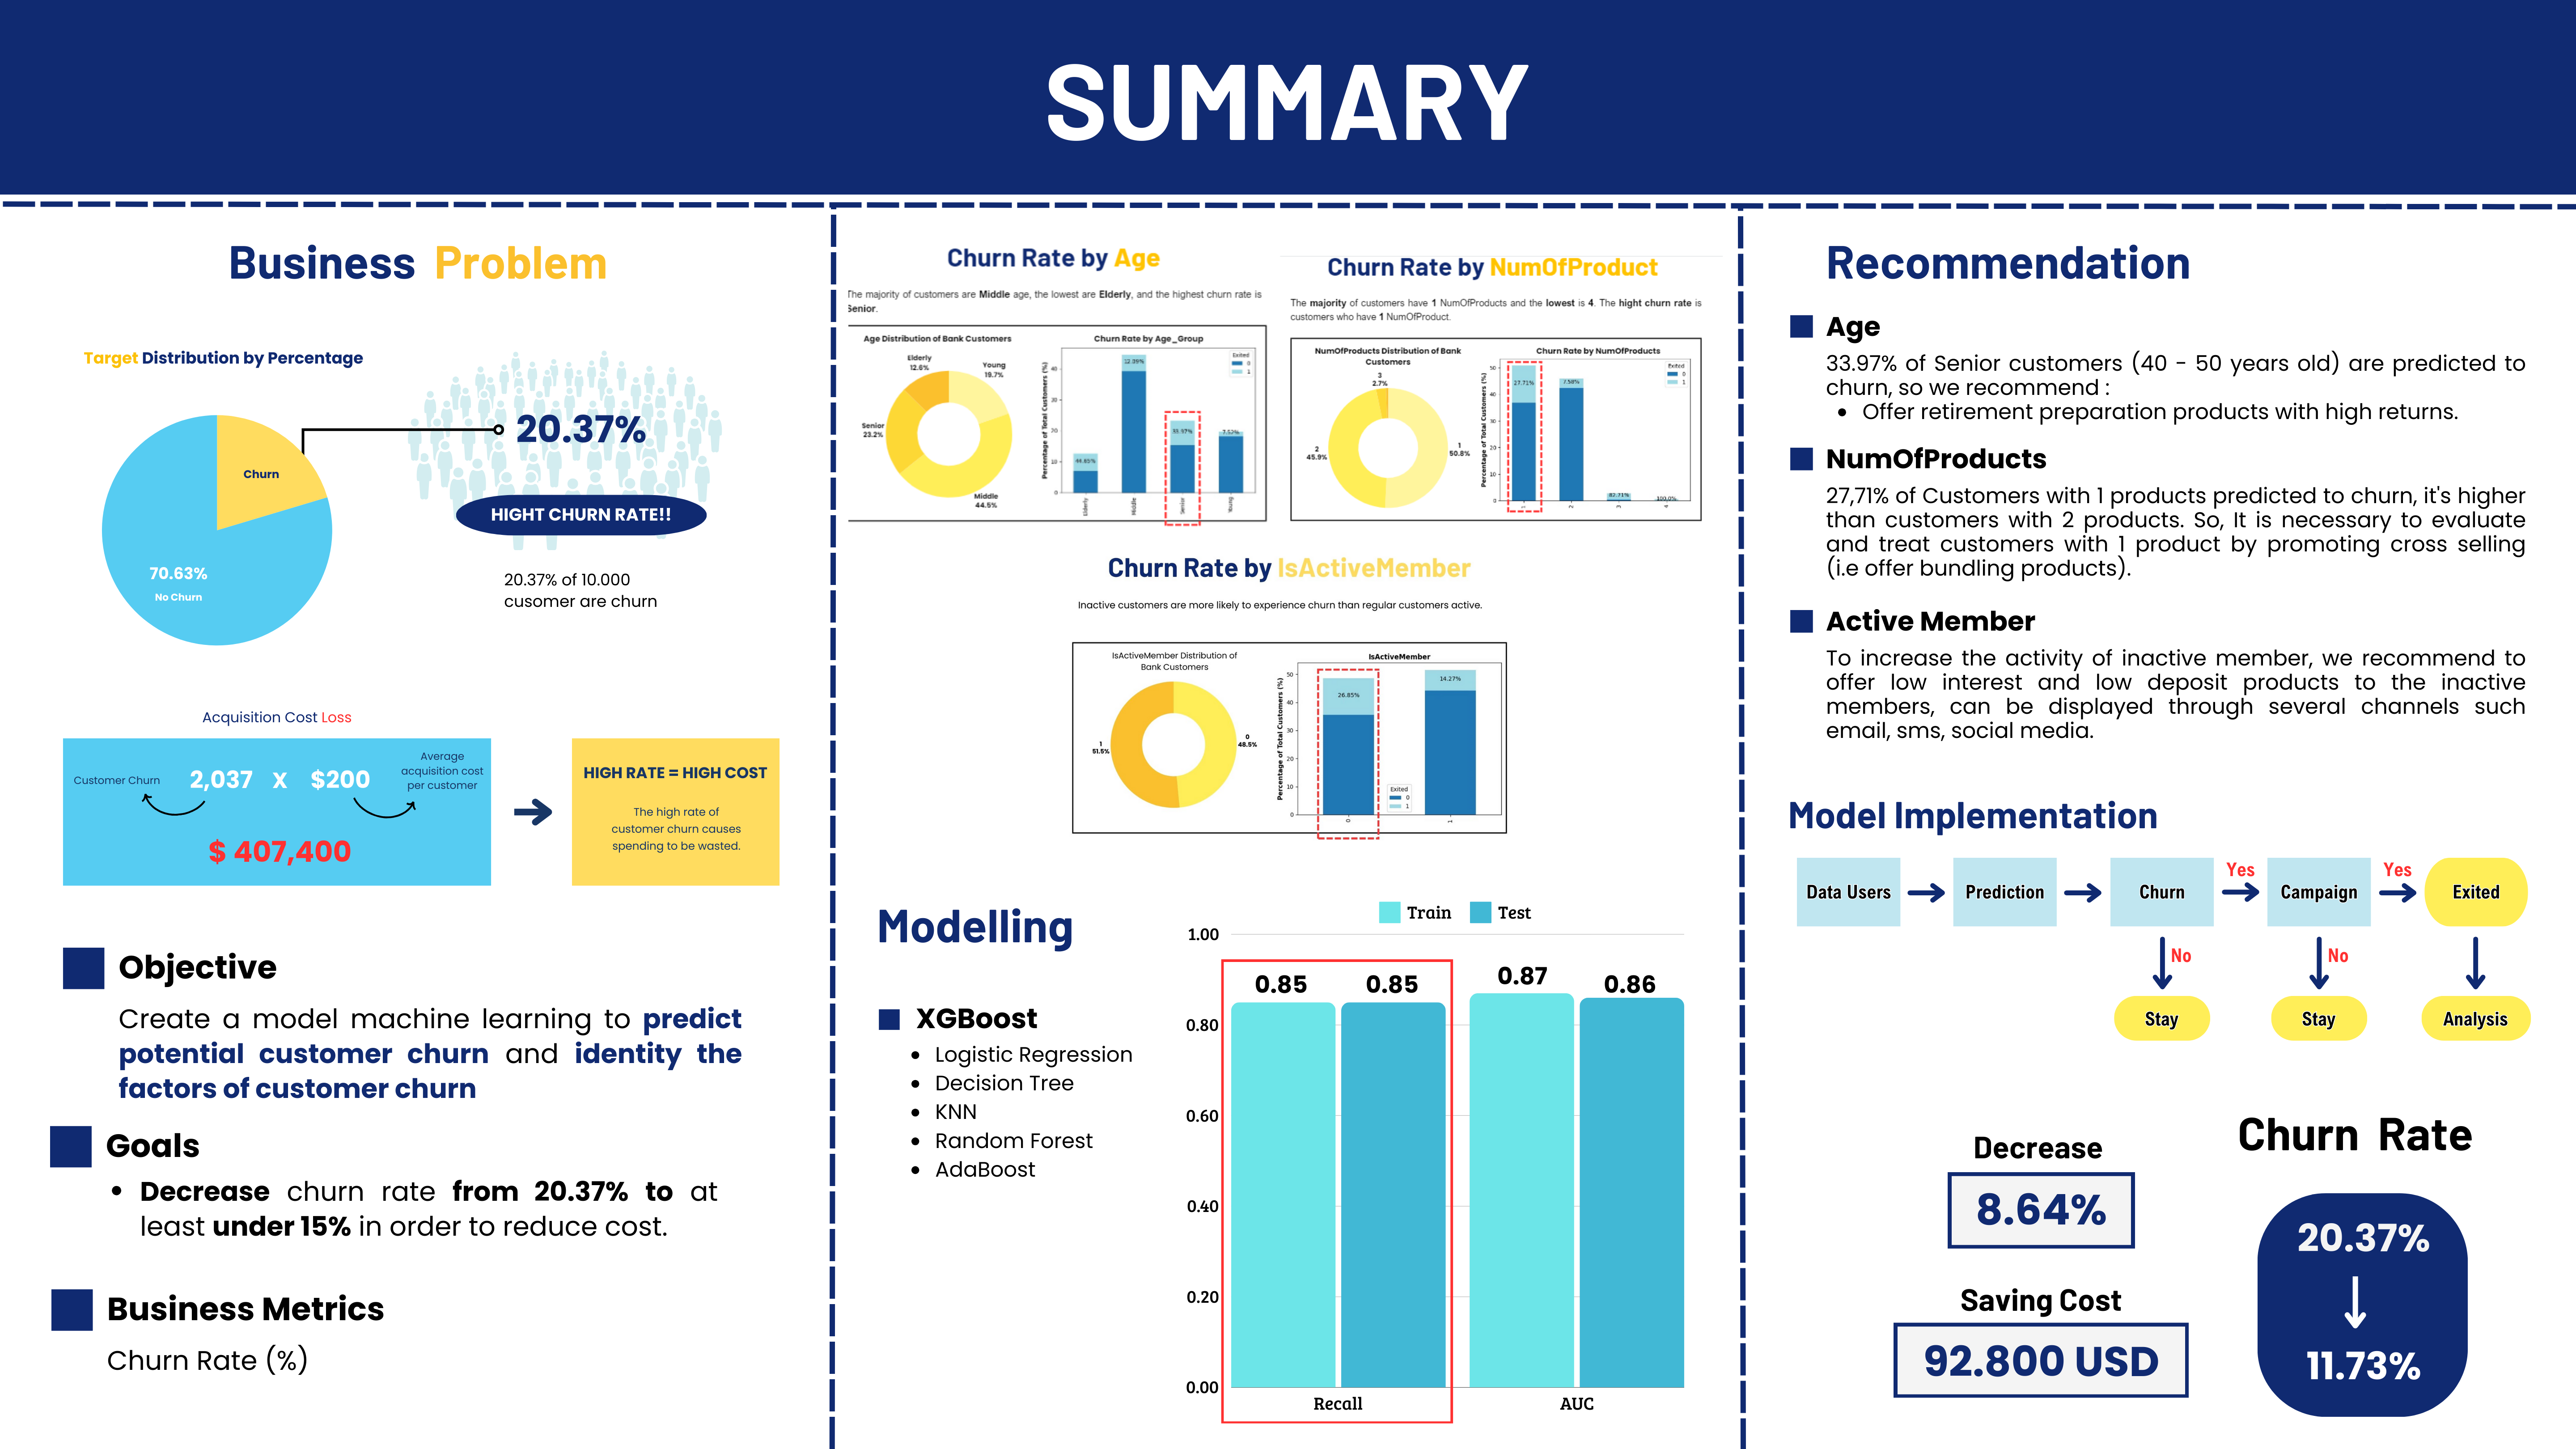 SUMMARY
Business Problem
Target Distribution by Percentage
Churn
70.63%
No Churn
20.37%
HIGHT CHURN RATE!!
20.37% of 10.000
cusomer are churn
Acquisition Cost Loss
Customer Churn
2,037 X $200
Average
acquisition cost
per customer
$ 407,400
HIGH RATE = HIGH COST
The high rate of
customer churn causes
spending to be wasted.
Objective
Create a model machine learning to predict
potential customer churn and identity the
factors of customer churn
Goals
• Decrease churn rate from 20.37% to at
least under 15% in order to reduce cost.
Business Metrics
Churn Rate (%)
Churn Rate by Age
The majority of customers are Middle age, the lowest are Elderly, and the highest churn rate is
Senior.
Age Distribution of Bank Customers
Elderly
12.6%
Young
19.7%
Senior
23.2%
Middle
44.5%
Churn Rate by Age_Group
Percentage of Total Customers (%)
40
30
20
10
0
Exited
0
1
44.65%
12.39%
7.52%
Elderly
Middle
Senior
Young
Churn Rate by NumOfProduct
The majority of customers have 1 NumOfProducts and the lowest is 4. The hight churn rate is
customers who have 1 NumOfProduct.
NumOfProducts Distribution of Bank
Customers
3
2.7%
2
45.9%
1
50.8%
Churn Rate by NumOfProducts
Percentage of Total Customers (%)
50
40
30
20
10
0
Exited
0
1
27.71%
7.58%
82.71%
100.0%
1
2
3
4
Churn Rate by IsActiveMember
Inactive customers are more likely to experience churn than regular customers active.
IsActiveMember Distribution of
Bank Customers
1
51.5%
0
48.5%
IsActiveMember
Percentage of Total Customers (%)
50
40
30
20
10
0
26.85%
14.27%
Exited
0
1
0
1
Modelling
XGBoost
• Logistic Regression
• Decision Tree
• KNN
• Random Forest
• AdaBoost
Train Test
1.00
0.80
0.60
0.40
0.20
0.00
0.85 0.85 0.87 0.86
Recall AUC
Recommendation
Age
33.97% of Senior customers (40 - 50 years old) are predicted to
churn, so we recommend :
• Offer retirement preparation products with high returns.
NumOfProducts
27,71% of Customers with 1 products predicted to churn, it's higher
than customers with 2 products. So, It is necessary to evaluate
and treat customers with 1 product by promoting cross selling
(i.e offer bundling products).
Active Member
To increase the activity of inactive member, we recommend to
offer low interest and low deposit products to the inactive
members, can be displayed through several channels such
email, sms, social media.
Model Implementation
Data Users
Prediction
Churn
Yes
Campaign
Yes
Exited
No
No
Stay
Stay
Analysis
Decrease
8.64%
Saving Cost
92.800 USD
Churn Rate
20.37%
11.73%